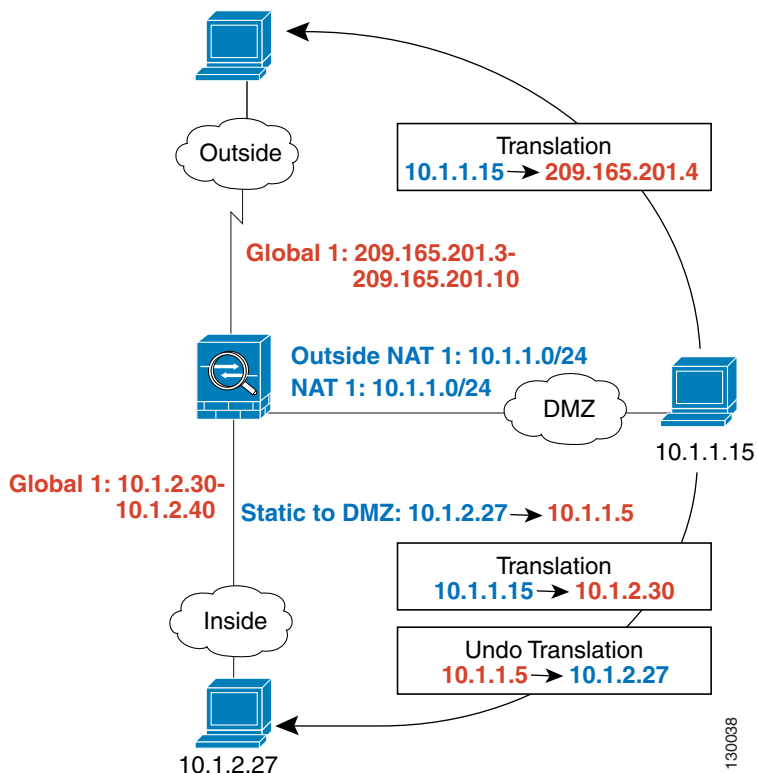 Outside
Translation
10.1.1.15 → 209.165.201.4
Global 1: 209.165.201.3-
209.165.201.10
Outside NAT 1: 10.1.1.0/24
NAT 1: 10.1.1.0/24
DMZ
10.1.1.15
Global 1: 10.1.2.30-
10.1.2.40
Static to DMZ: 10.1.2.27 → 10.1.1.5
Translation
10.1.1.15 → 10.1.2.30
Inside
Undo Translation
10.1.1.5 → 10.1.2.27
10.1.2.27
130038